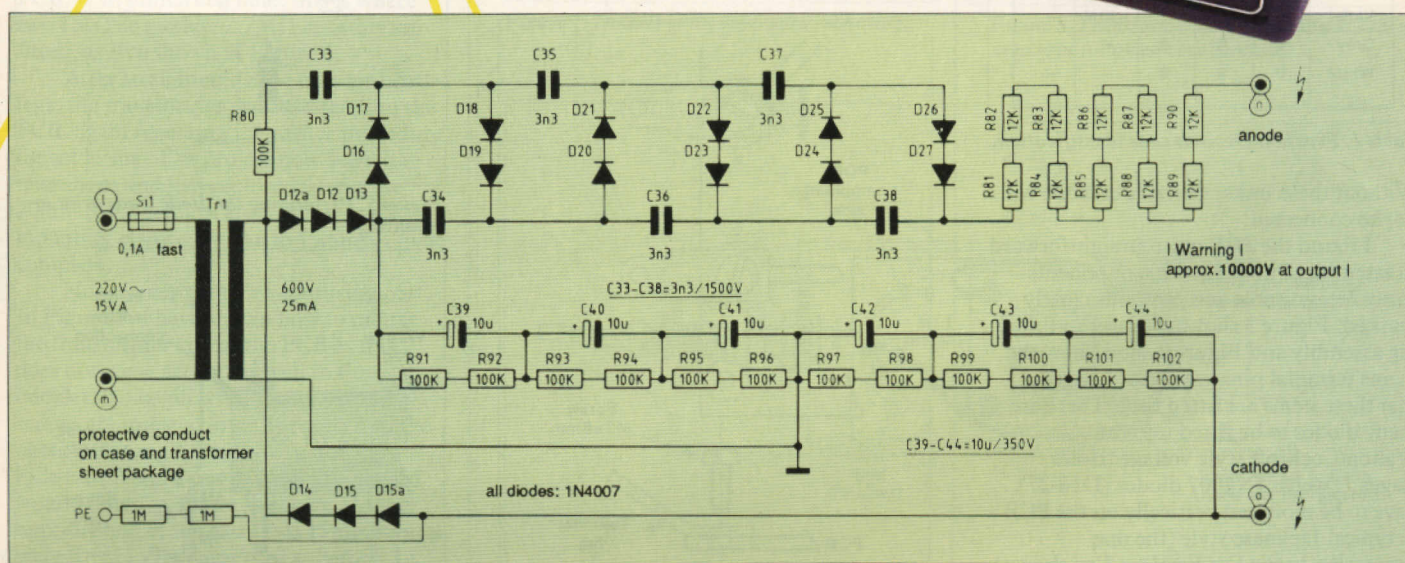 C33
C35
C37
R80
100K
3n3
D17
D16
D18
D19
3n3
D21
D20
D22
D23
3n3
D25
D24
D26
D27
R82 12K
R83 12K
R86 12K
R87 12K
R90 12K
R81 12K
R84 12K
R85 12K
R88 12K
R89 12K
n
anode
l
Si1
0,1A fast
Tr1
D12a D12 D13
C34
3n3
C36
3n3
C38
3n3
! Warning !
approx.10000V at output !
220V~
15VA
600V
25mA
C33-C38=3n3/1500V
C39
+ 10u
C40
+ 10u
C41
+ 10u
C42
+ 10u
C43
+ 10u
C44
+ 10u
R91 R92 R93 R94 R95 R96 R97 R98 R99 R100 R101 R102
100K 100K 100K 100K 100K 100K 100K 100K 100K 100K 100K 100K
m
protective conduct
on case and transformer
sheet package
C39-C44=10u/350V
cathode
D14 D15 D15a
all diodes: 1N4007
PE 1M 1M
o